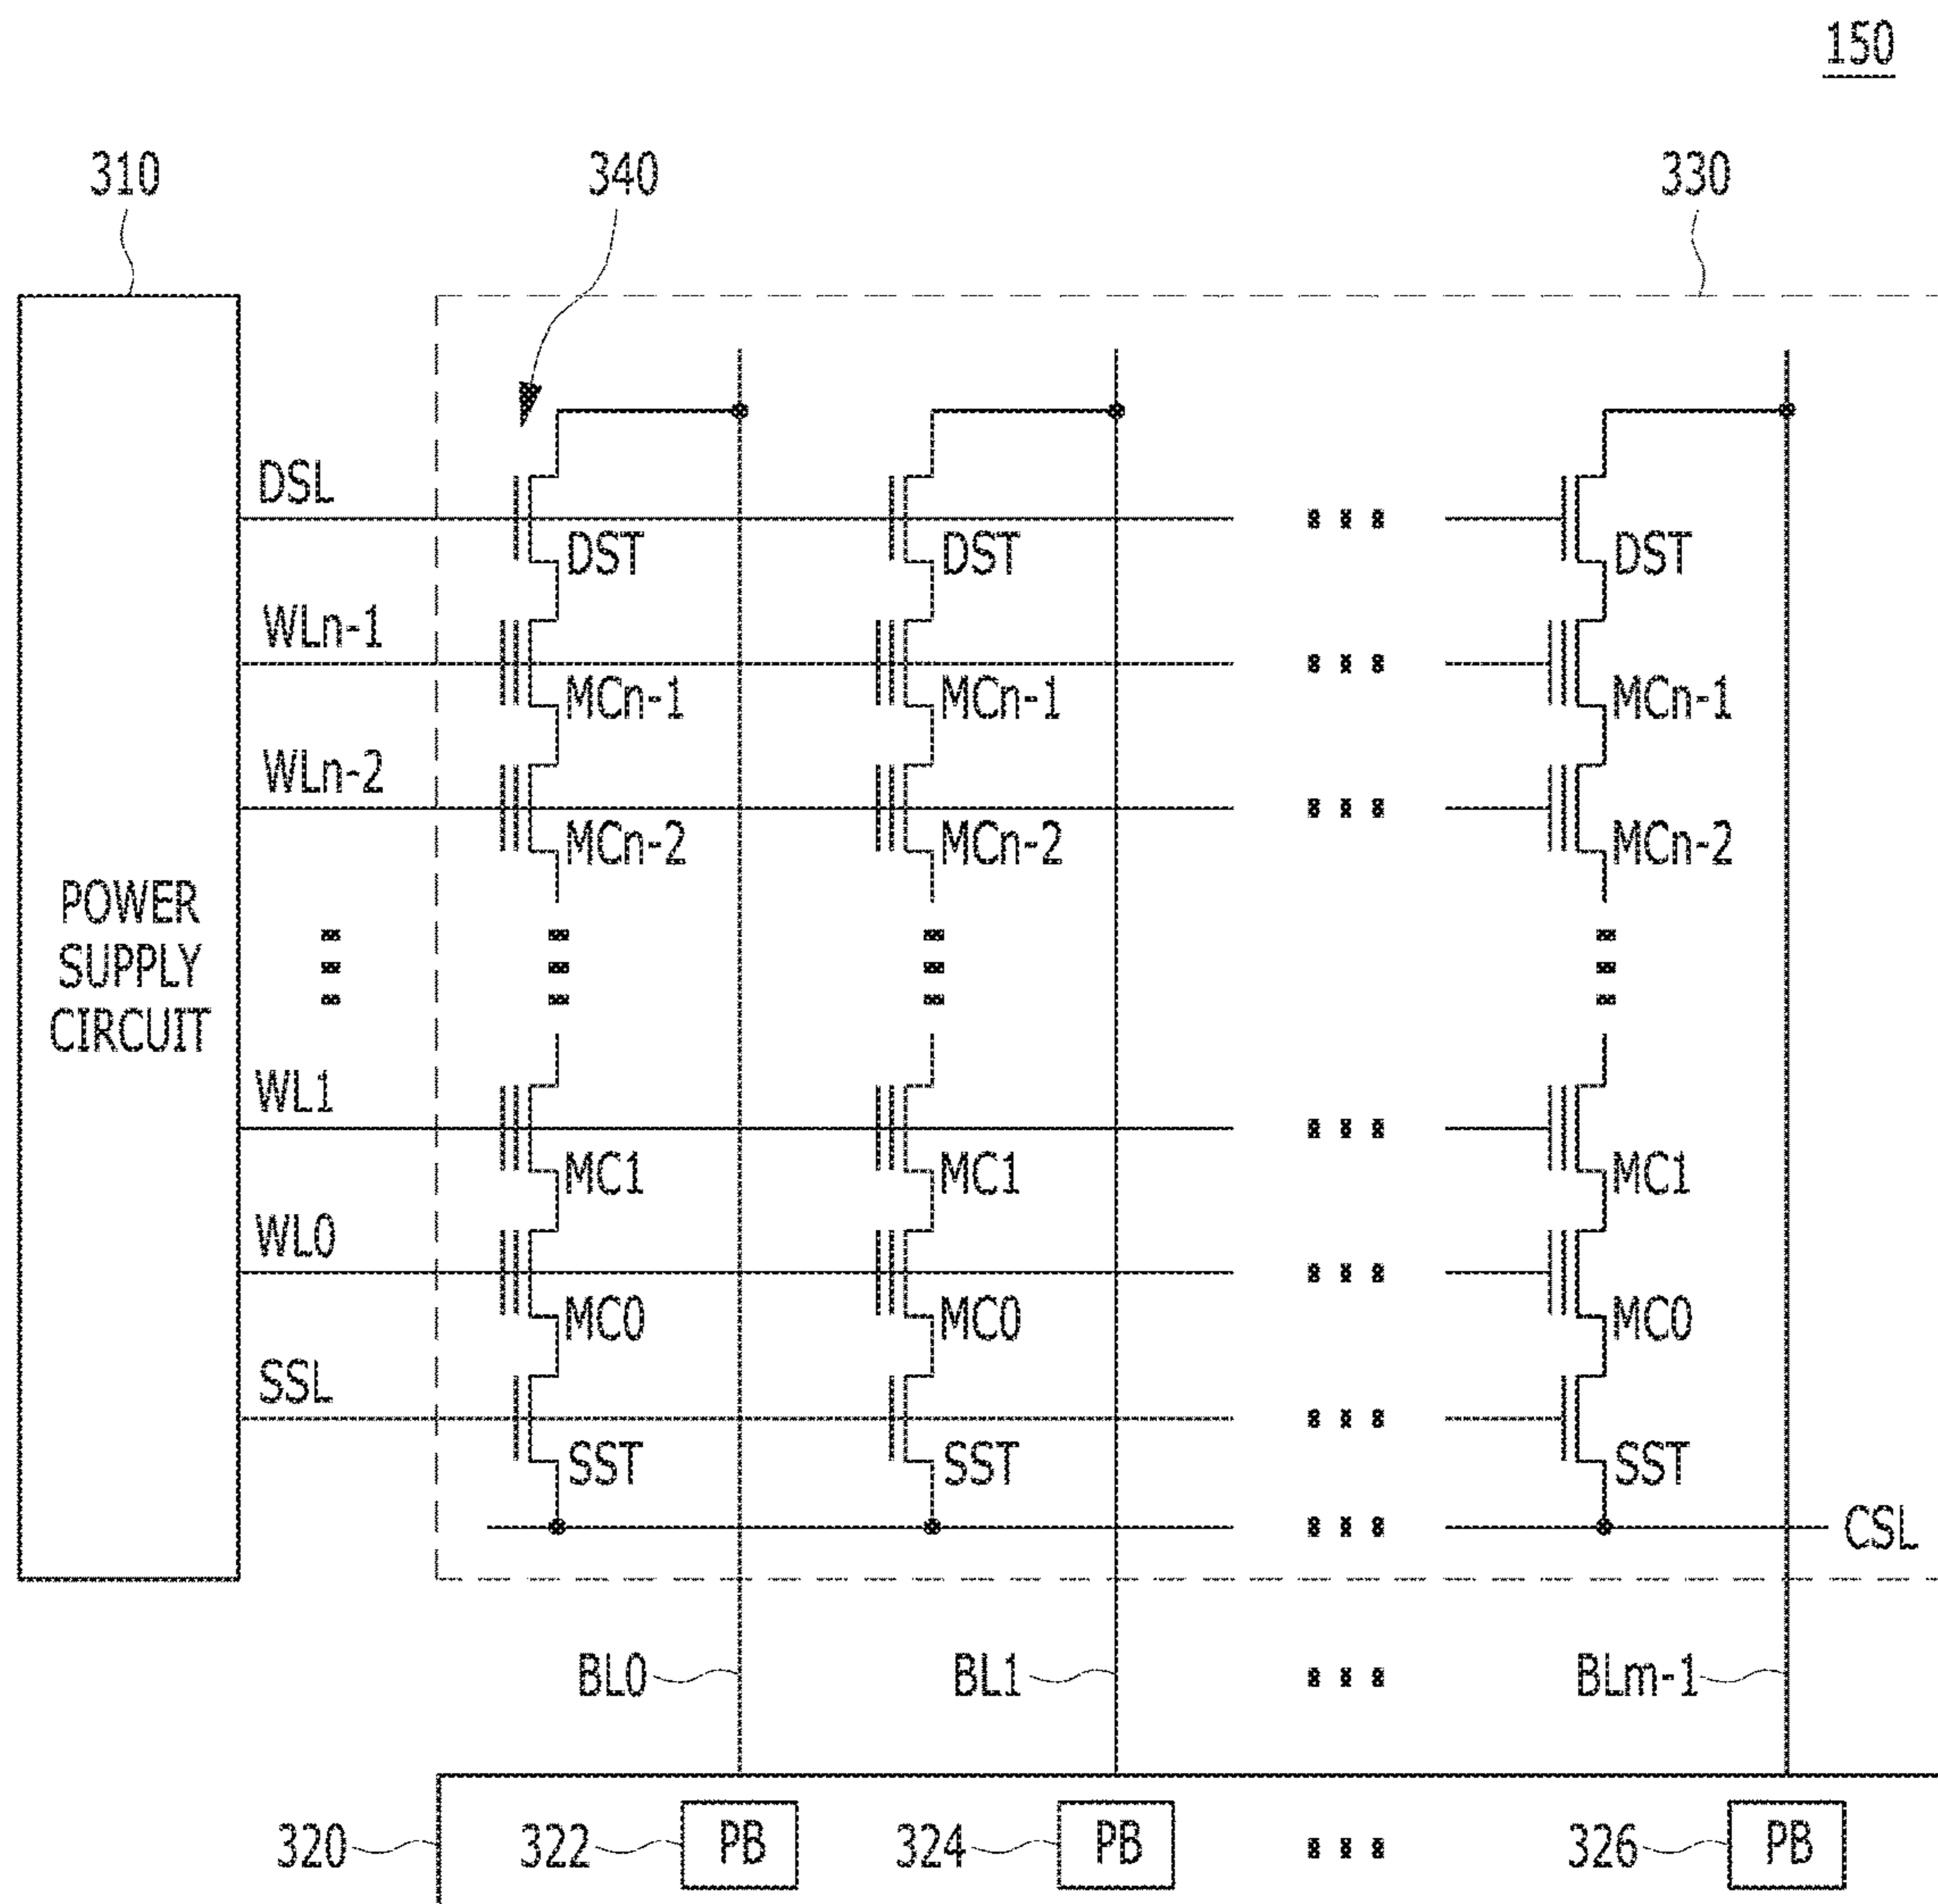 150
310 340 330
DSL
DST DST DST
WLn-1
MCn-1 MCn-1 MCn-1
WLn-2
MCn-2 MCn-2 MCn-2
POWER
SUPPLY
CIRCUIT
WL1
MC1 MC1 MC1
WL0
MC0 MC0 MC0
SSL
SST SST SST
CSL
BL0 BL1 BLm-1
320 322 PB 324 PB 326 PB